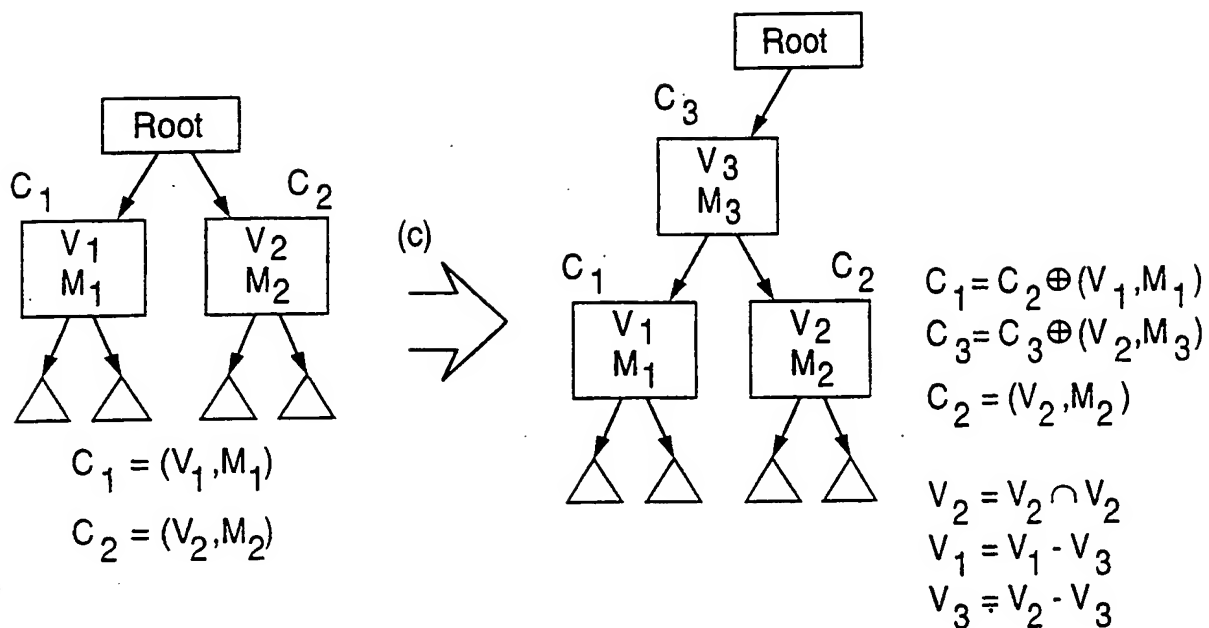 Root
C1
C2
V1
M1
V2
M2
C1 = (V1,M1)
C2 = (V2,M2)
(c)
Root
C3
V3
M3
C1
C2
V1
M1
V2
M2
C1 = C2 ⊕ (V1,M1)
C3 = C3 ⊕ (V2,M3)
C2 = (V2,M2)
V2 = V2 ∩ V2
V1 = V1 - V3
V3 = V2 - V3